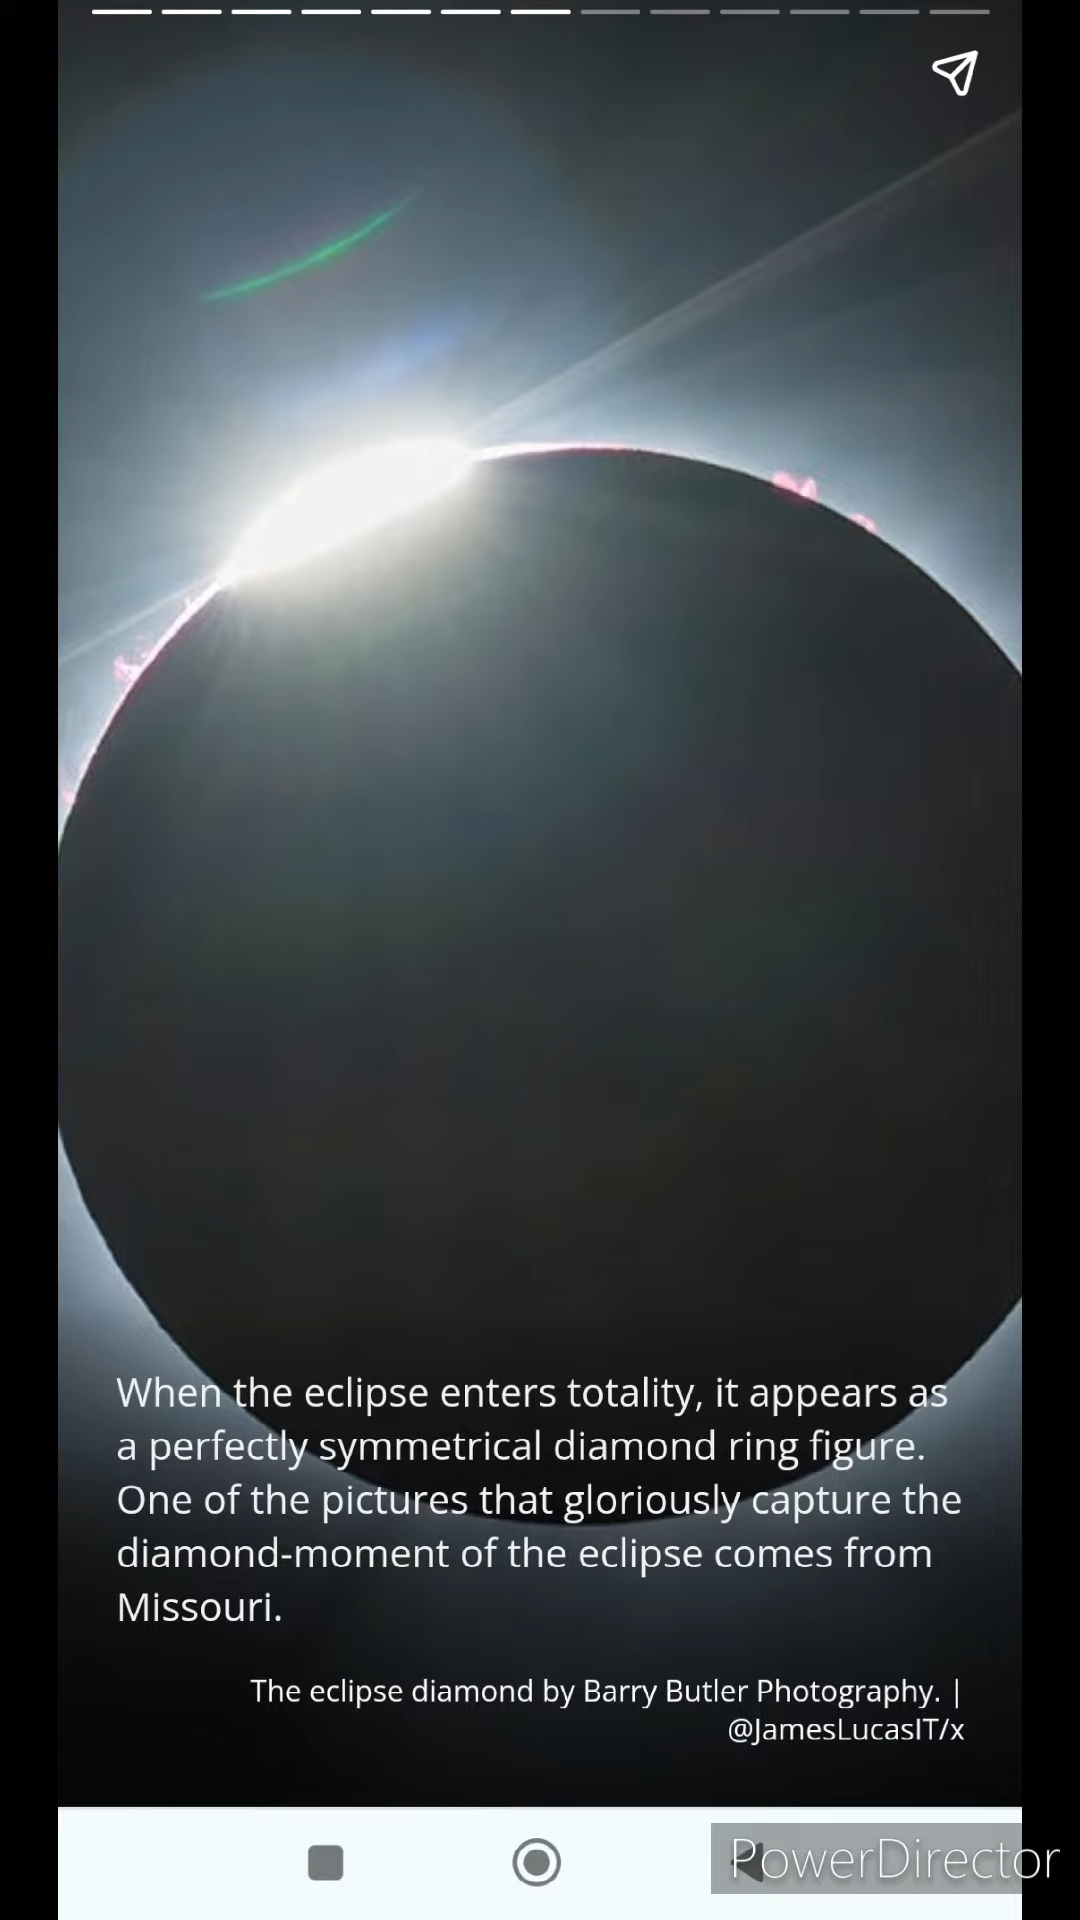 When the eclipse enters totality, it appears as
a perfectly symmetrical diamond ring figure.
One of the pictures that gloriously capture the
diamond-moment of the eclipse comes from
Missouri.
The eclipse diamond by Barry Butler Photography. |
@JamesLucasIT/x
PowerDirector